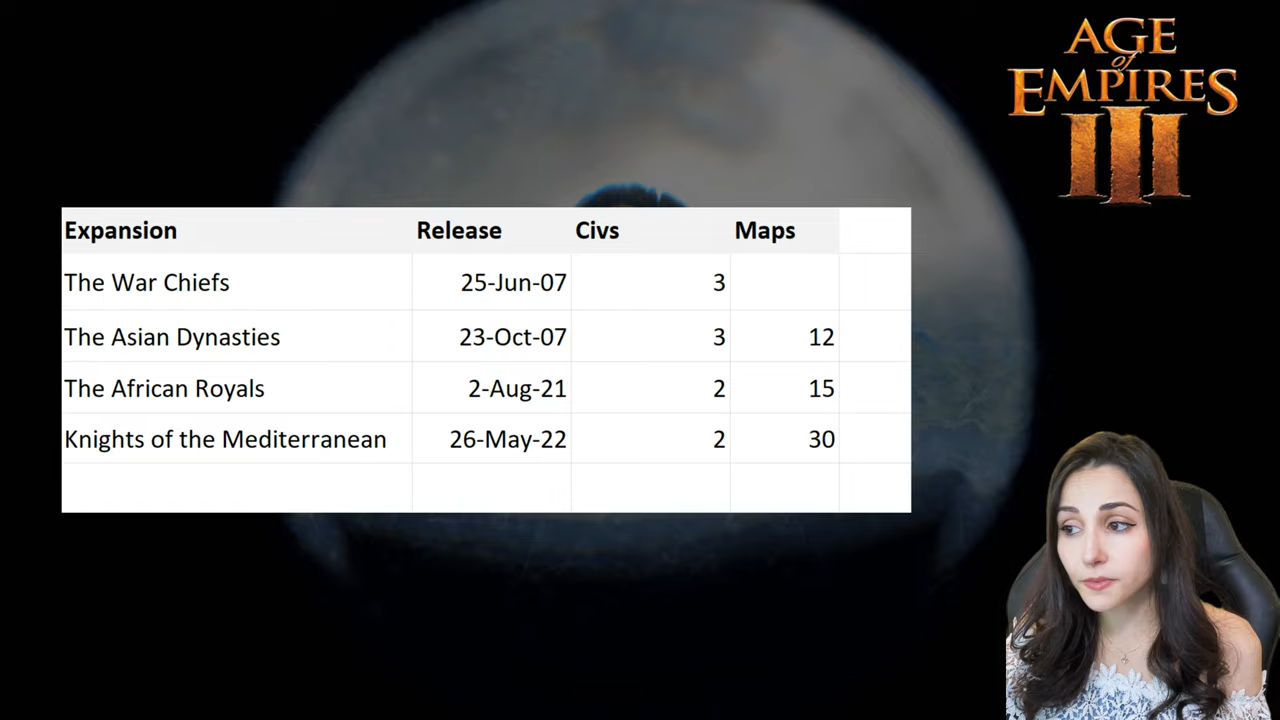 AGE
of
EMPIRES
III
Expansion Release Civs Maps
The War Chiefs 25-Jun-07 3
The Asian Dynasties 23-Oct-07 3 12
The African Royals 2-Aug-21 2 15
Knights of the Mediterranean 26-May-22 2 30